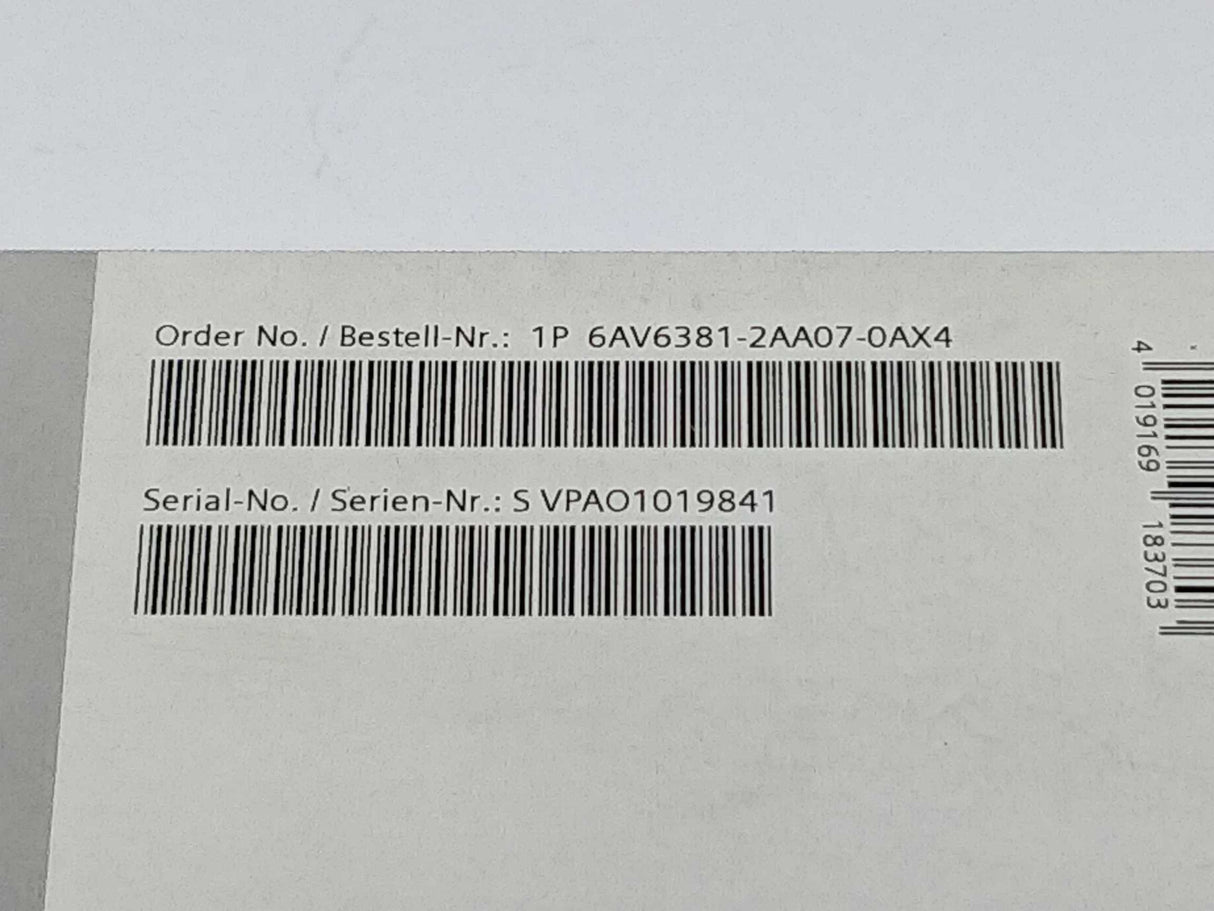 Order No. / Bestell-Nr.: 1P 6AV6381-2AA07-0AX4
Serial-No. / Serien-Nr.: S VPAO1019841
4 019169 183703